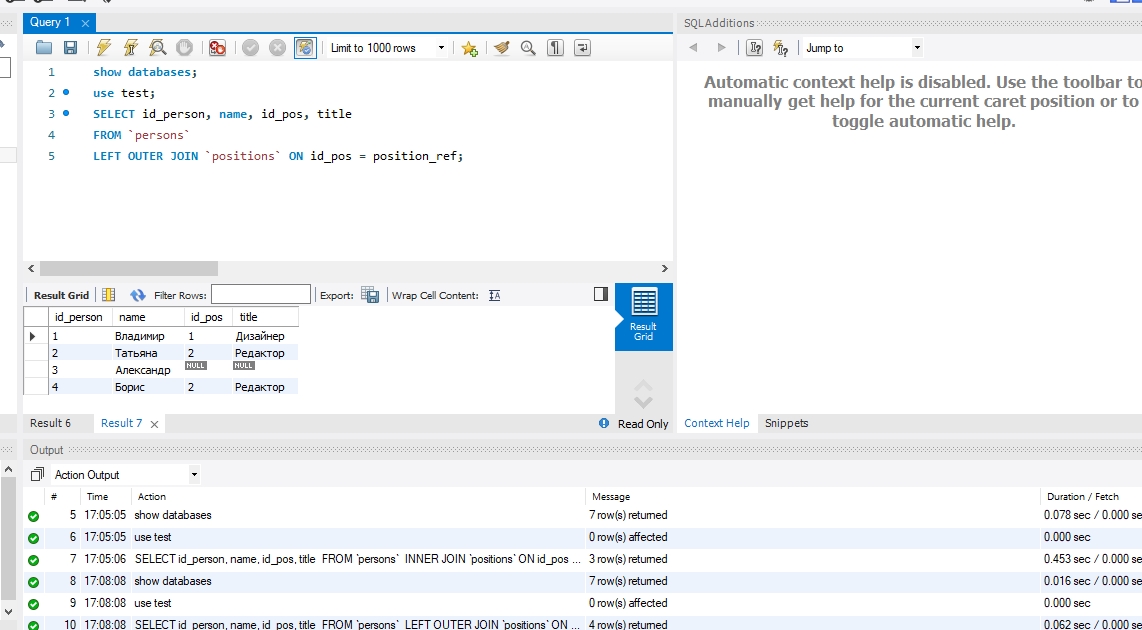 Query 1
SQLAdditions
Limit to 1000 rows
Jump to
1 show databases;
2 use test;
3 SELECT id_person, name, id_pos, title
4 FROM `persons`
5 LEFT OUTER JOIN `positions` ON id_pos = position_ref;
Automatic context help is disabled. Use the toolbar to
manually get help for the current caret position or to
toggle automatic help.
Result Grid Filter Rows: Export: Wrap Cell Content:
id_person name id_pos title
1 Владимир 1 Дизайнер
2 Татьяна 2 Редактор
3 Александр NULL NULL
4 Борис 2 Редактор
Result
Grid
Result 6 Result 7 Read Only Context Help Snippets
Output
Action Output
# Time Action Message Duration / Fetch
5 17:05:05 show databases 7 row(s) returned 0.078 sec / 0.000 se
6 17:05:05 use test 0 row(s) affected 0.000 sec
7 17:05:06 SELECT id_person, name, id_pos, title FROM `persons` INNER JOIN `positions` ON id_pos ... 3 row(s) returned 0.453 sec / 0.000 se
8 17:08:08 show databases 7 row(s) returned 0.016 sec / 0.000 se
9 17:08:08 use test 0 row(s) affected 0.000 sec
10 17:08:08 SELECT id_person, name, id_pos, title FROM `persons` LEFT OUTER JOIN `positions` ON ... 4 row(s) returned 0.062 sec / 0.000 se